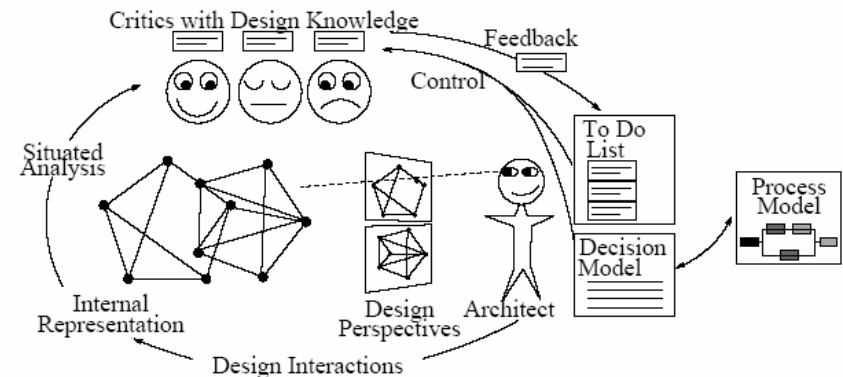 Critics with Design Knowledge
Feedback
Control
To Do
List
Situated
Analysis
Process
Model
Decision
Model
Internal
Representation
Design
Perspectives
Architect
Design Interactions